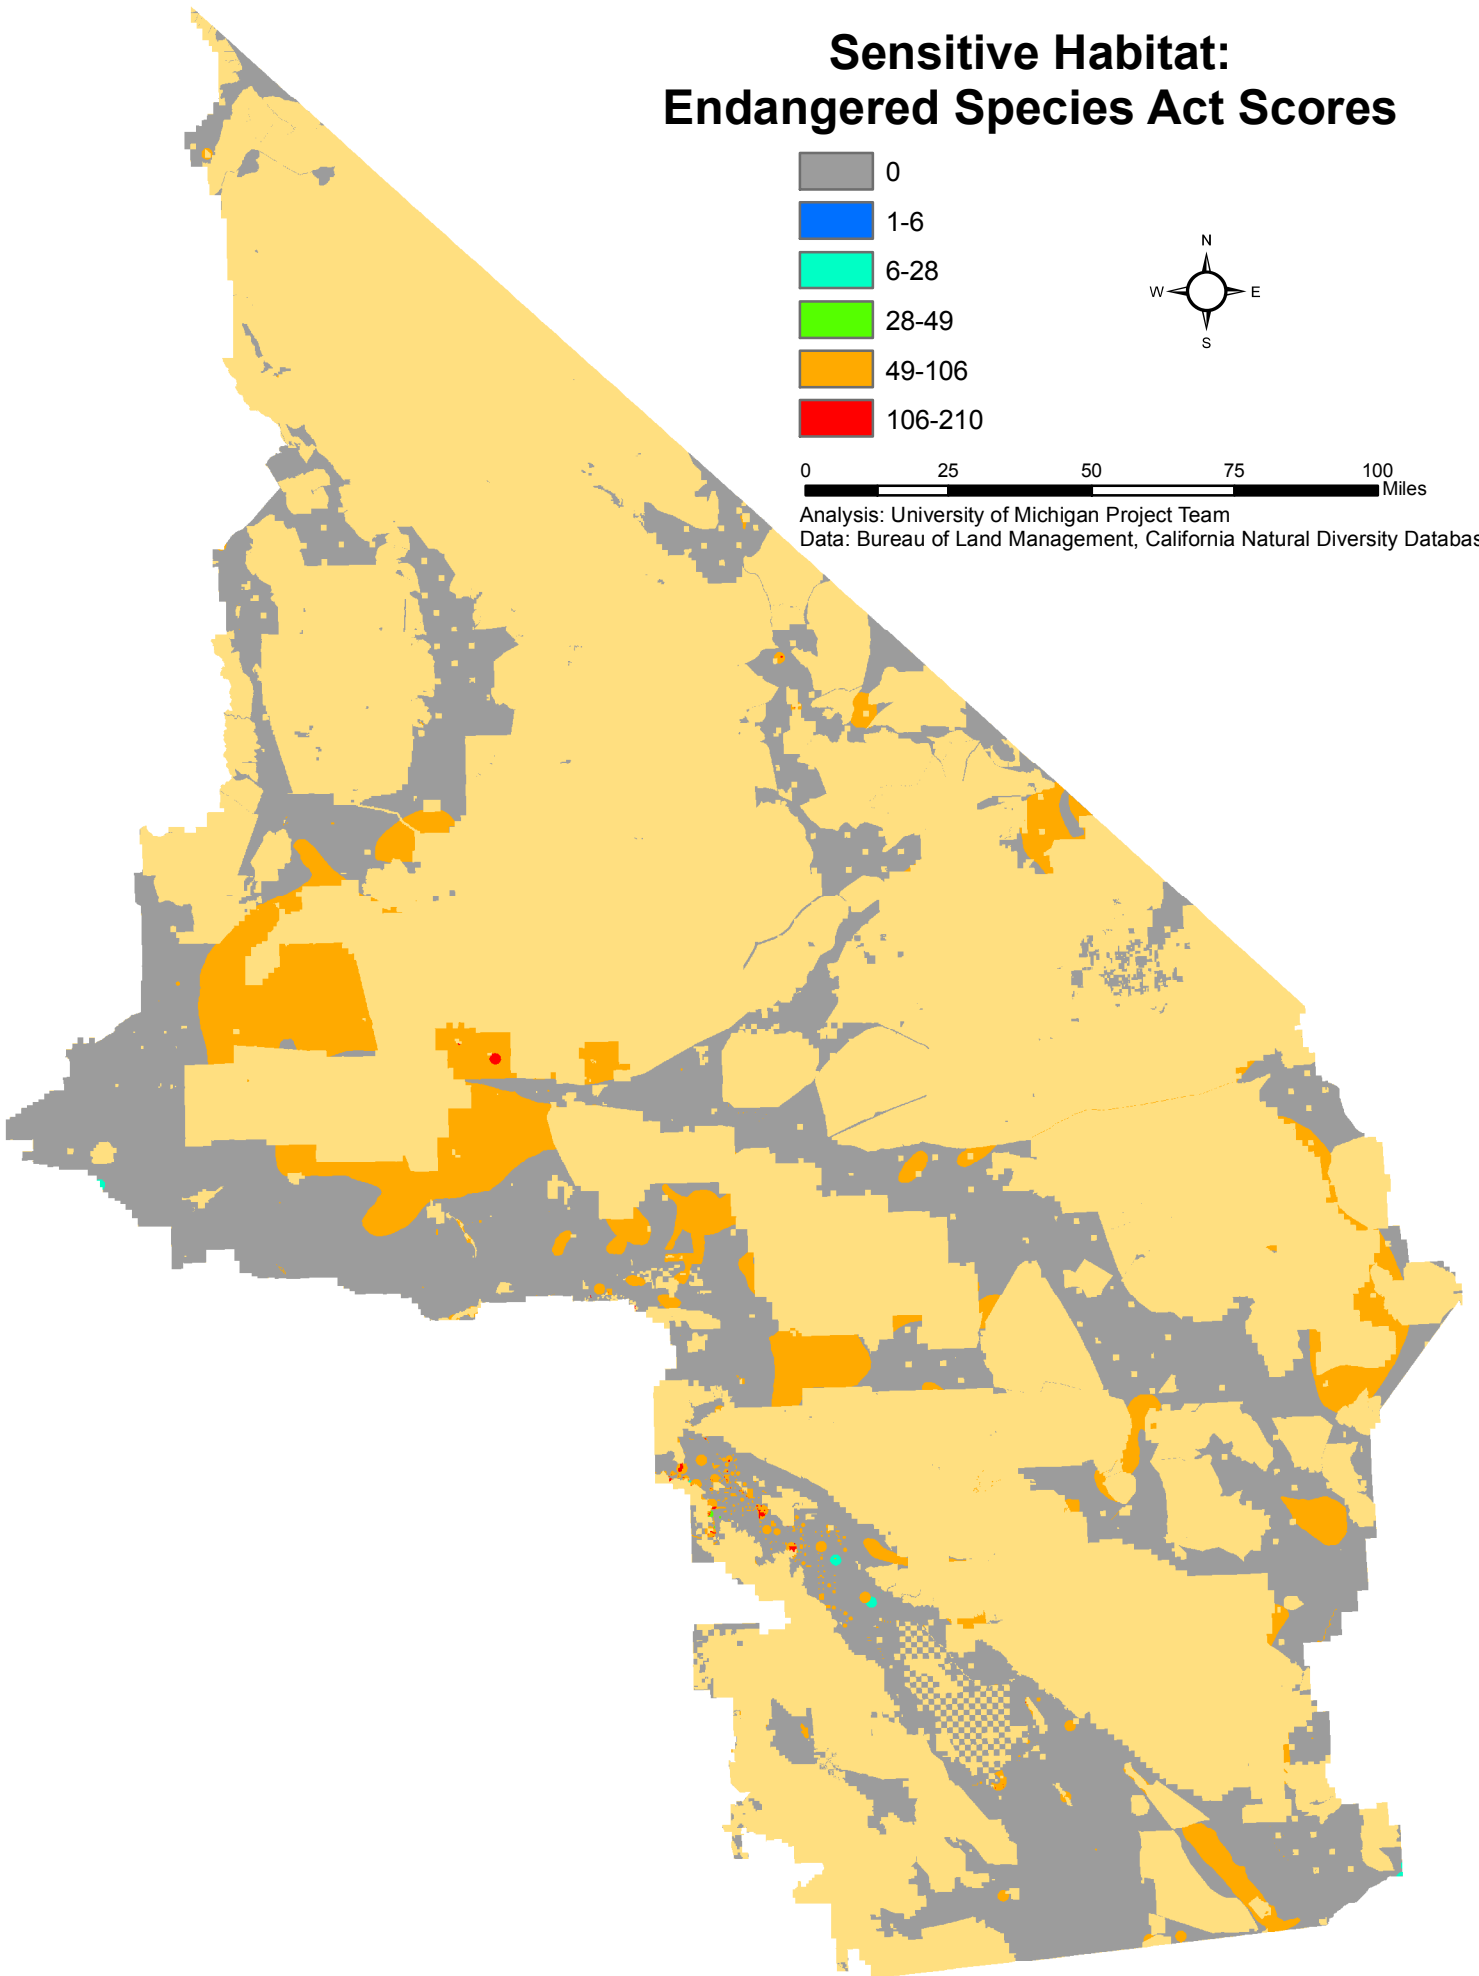 Sensitive Habitat:
Endangered Species Act Scores
0
1-6
6-28
28-49
49-106
106-210
N
W E
S
0 25 50 75 100
Miles
Analysis: University of Michigan Project Team
Data: Bureau of Land Management, California Natural Diversity Databas